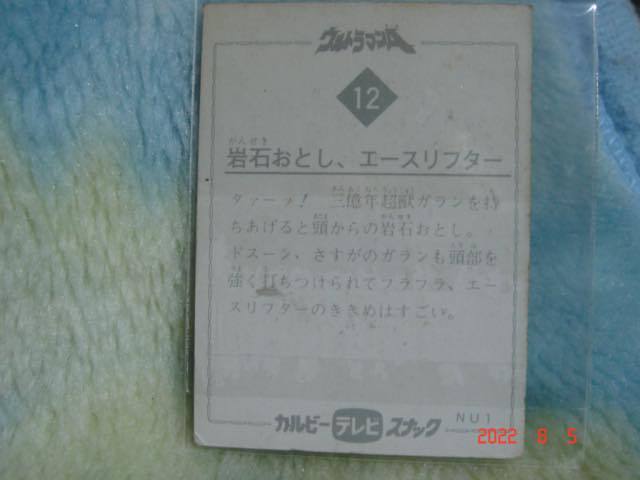 ウルトラマンA
12
岩石おとし、エースリフター
がんせき
タァーッ！ 三億年超獣ガランを持
ちあげると頭からの岩石おとし。
ドスーン、さすがのガランも頭部を
強く打ちつけられてフラフラ、エー
スリフターのききめはすごい。
カルビー テレビ スナック NU1
2022 8 5